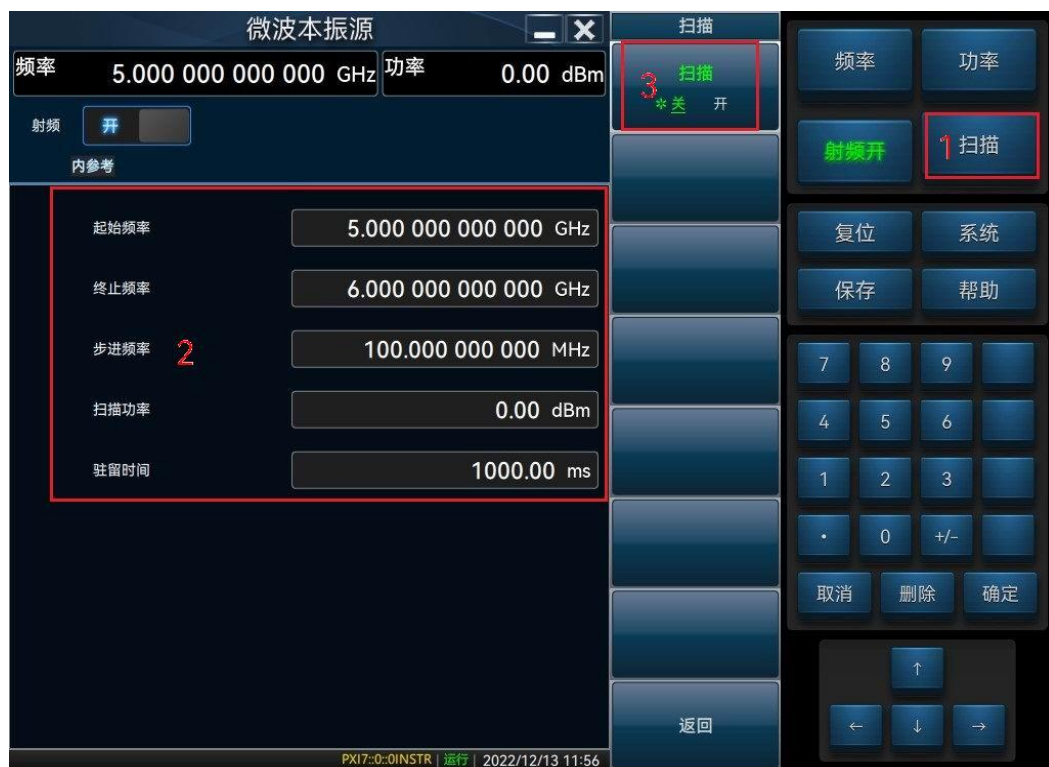 微波本振源
频率 5.000 000 000 000 GHz 功率 0.00 dBm
射频 开
内参考
起始频率 5.000 000 000 000 GHz
终止频率 6.000 000 000 000 GHz
步进频率 2 100.000 000 000 MHz
扫描功率 0.00 dBm
驻留时间 1000.00 ms
PXI7::0::0INSTR | 运行 | 2022/12/13 11:56
扫描
3 扫描
*关 开
返回
频率 功率
射频开 1 扫描
复位 系统
保存 帮助
7 8 9
4 5 6
1 2 3
· 0 +/-
取消 删除 确定
↑
← ↓ →